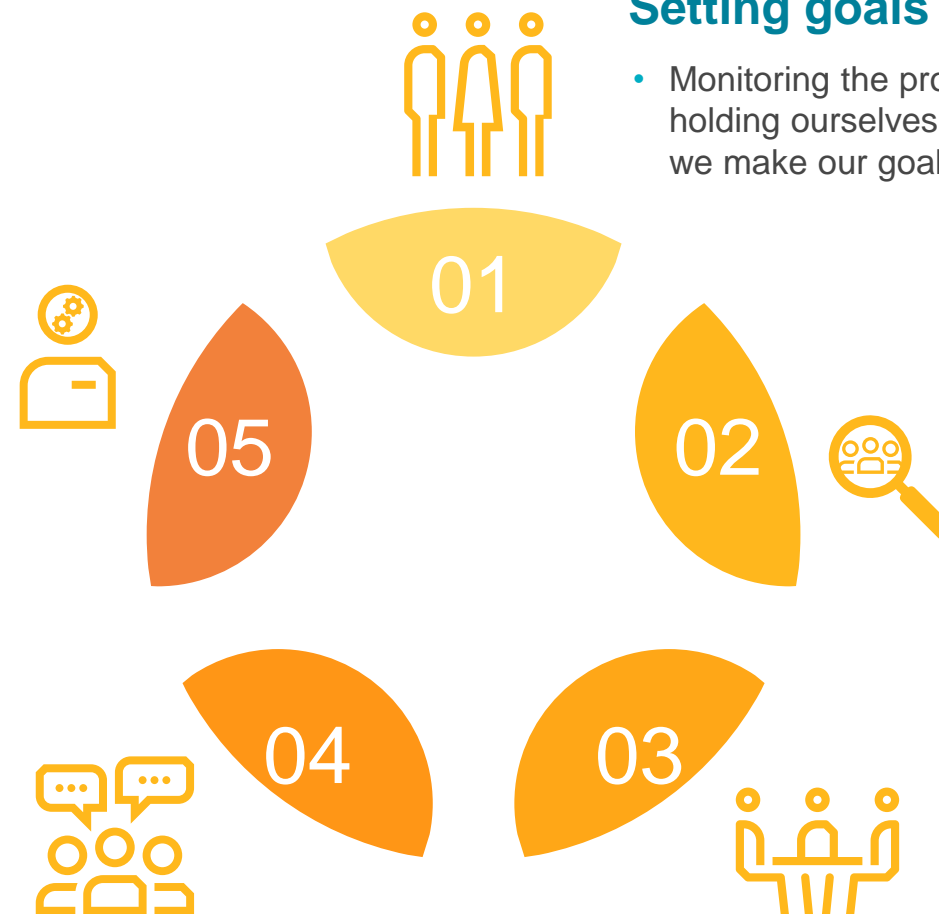 Setting goals
• Monitoring the pro
holding ourselves
we make our goal
01
05
02
04
03